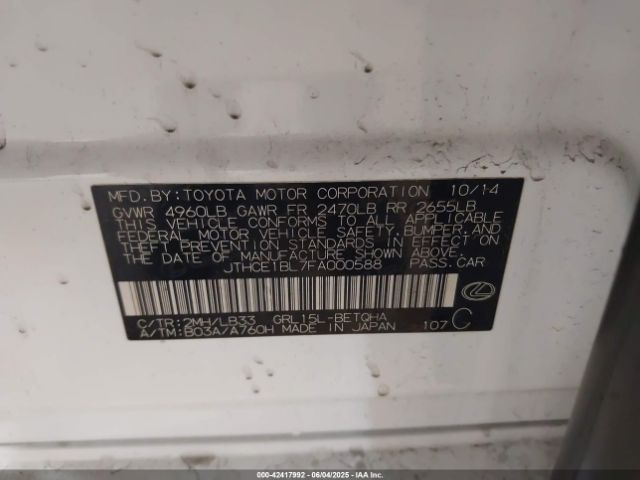 MFD.BY:TOYOTA MOTOR CORPORATION 10/14
GVWR 4960LB GAWR FR 2470LB RR 2655LB
THIS VEHICLE CONFORMS TO ALL APPLICABLE
FEDERAL MOTOR VEHICLE SAFETY, BUMPER, AND
THEFT PREVENTION STANDARDS IN EFFECT ON
THE DATE OF MANUFACTURE SHOWN ABOVE.
JTHCE1BL7FA000588 PASS.CAR
C/TR:2MH/LB33 GRL15L-BETQHA
A/TM:B03A/A760H MADE IN JAPAN 107 C
000-42417992 - 06/04/2025 - IAAI.COM